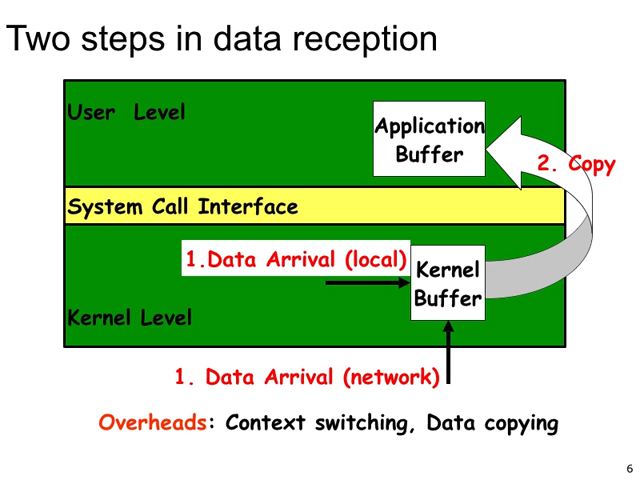 Two steps in data reception
User Level
Application
Buffer
2. Copy
System Call Interface
1.Data Arrival (local)
Kernel
Buffer
Kernel Level
1. Data Arrival (network)
Overheads: Context switching, Data copying
6